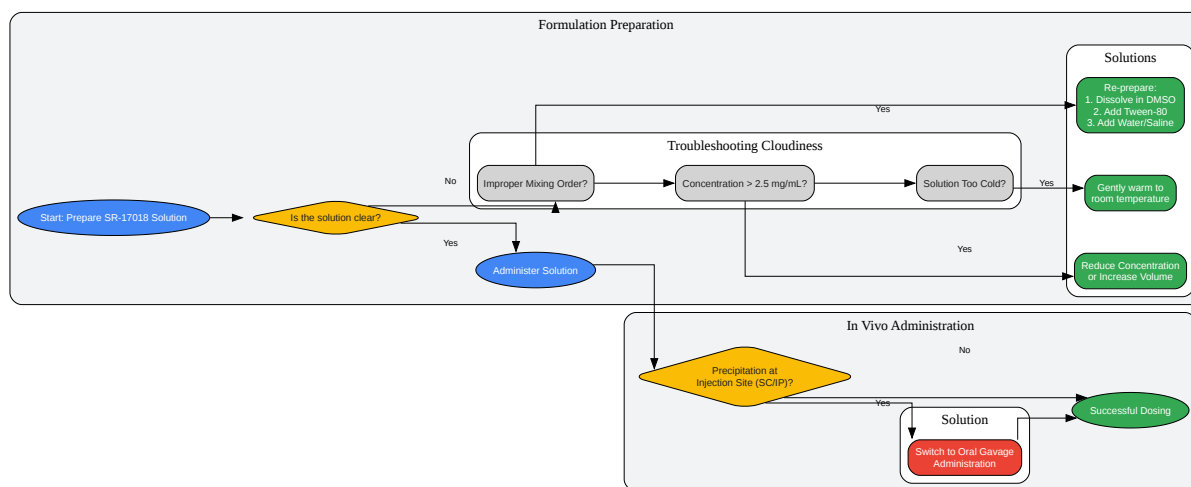 Formulation Preparation
Solutions
Re-prepare:
1. Dissolve in DMSO
2. Add Tween-80
3. Add Water/Saline
Yes
Troubleshooting Cloudiness
No
Improper Mixing Order?
Concentration > 2.5 mg/mL?
Solution Too Cold?
Yes
Gently warm to
room temperature
Start: Prepare SR-17018 Solution
Is the solution clear?
Yes
Yes
Administer Solution
Reduce Concentration
or Increase Volume
In Vivo Administration
No
Precipitation at
Injection Site (SC/IP)?
Yes
Successful Dosing
Solution
Switch to Oral Gavage
Administration